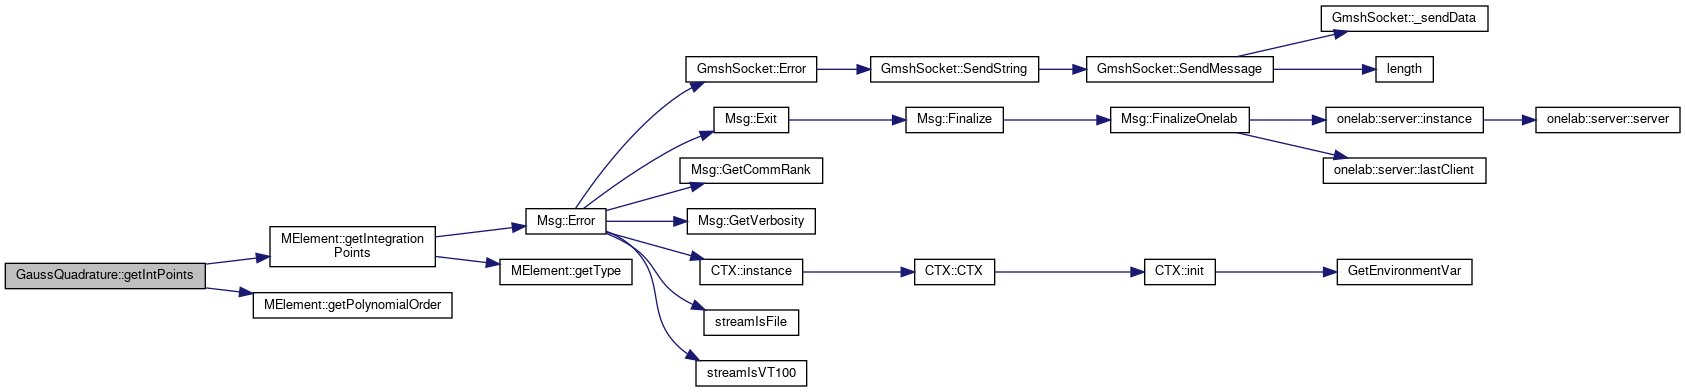 GaussQuadrature::getIntPoints
MElement::getIntegration
Points
MElement::getPolynomialOrder
Msg::Error
MElement::getType
GmshSocket::Error
Msg::Exit
Msg::GetCommRank
Msg::GetVerbosity
CTX::instance
streamIsFile
streamIsVT100
GmshSocket::SendString
Msg::Finalize
CTX::CTX
GmshSocket::SendMessage
Msg::FinalizeOnelab
CTX::init
GmshSocket::_sendData
length
onelab::server::instance
onelab::server::lastClient
GetEnvironmentVar
onelab::server::server